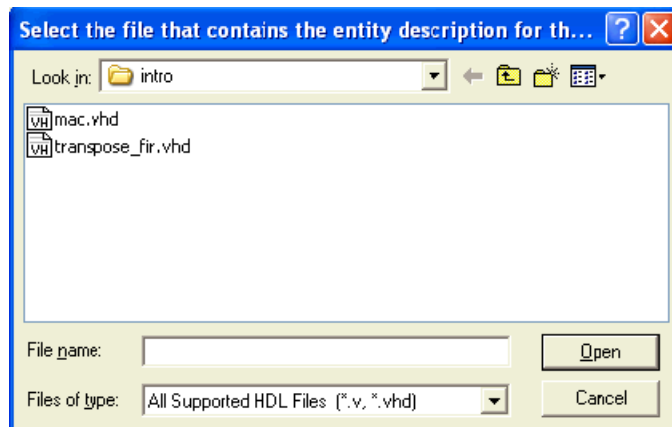 Select the file that contains the entity description for th...
Look in: intro
mac.vhd
transpose_fir.vhd
File name:
Open
Files of type: All Supported HDL Files (*.v, *.vhd)
Cancel